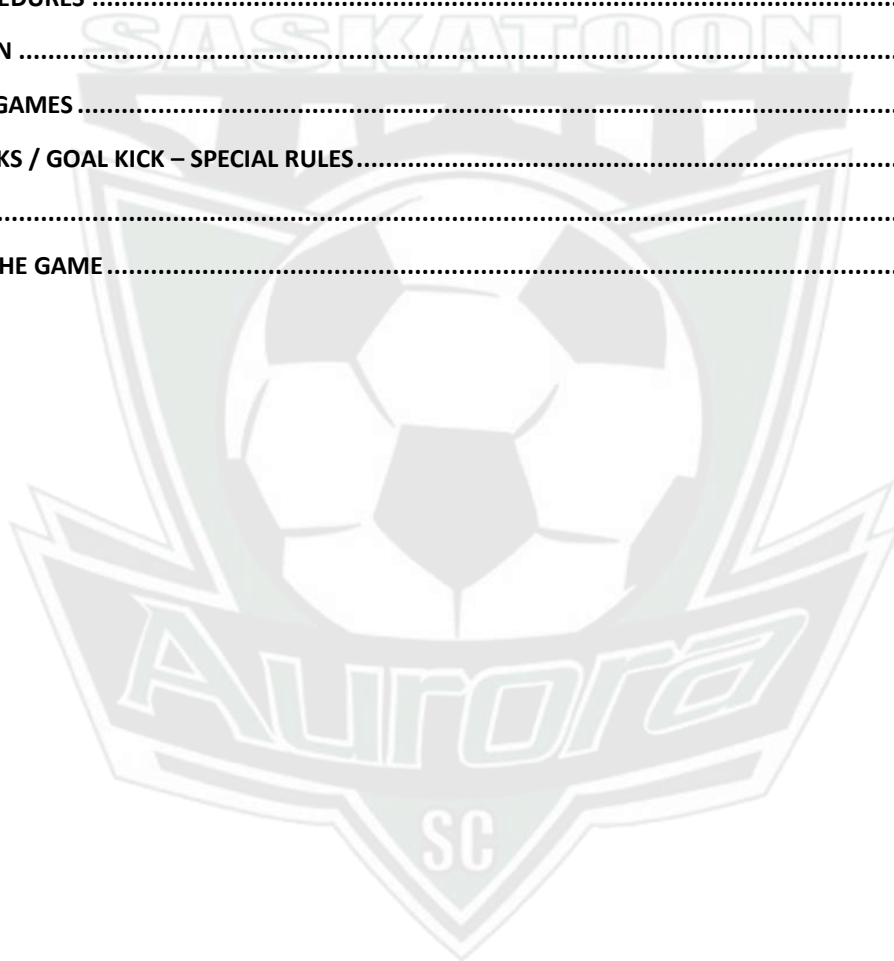 EDURES ........................................................................................................
SASKATOON
N ........................................................................................................
GAMES ........................................................................................................
KS / GOAL KICK – SPECIAL RULES ........................................................................
........................................................................................................
HE GAME ........................................................................................................
Aurora
SC